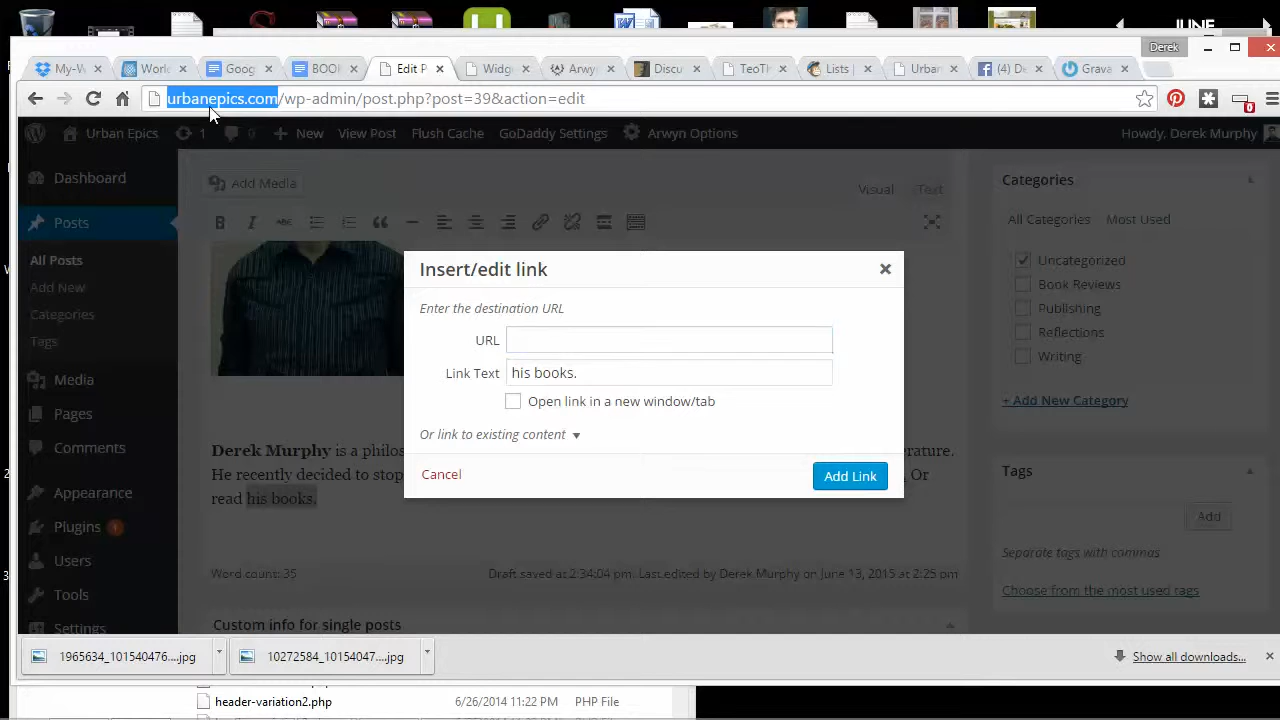 JUNE
Derek
My-W
Worl
Goog
BOO
Edit P
Widg
Arwy
Discu
TeoTh
Lists |
Urban
(4) De
Grava
urbanepics.com/wp-admin/post.php?post=39&action=edit
0
Urban Epics
1
0
New
View Post
Flush Cache
GoDaddy Settings
Arwyn Options
Howdy, Derek Murphy
Dashboard
Posts
All Posts
Add New
Categories
Tags
Media
Pages
Comments
Appearance
Plugins 1
Users
Tools
Settings
Add Media
Visual
Text
B I ABC
Insert/edit link
Enter the destination URL
URL
Link Text
his books.
Open link in a new window/tab
Or link to existing content
Cancel
Add Link
Derek Murphy is a philos
erature.
He recently decided to stop
Or
read his books.
Word count: 35
Draft saved at 2:34:04 pm. Last edited by Derek Murphy on June 13, 2015 at 2:25 pm
Custom info for single posts
Categories
All Categories
Most Used
Uncategorized
Book Reviews
Publishing
Reflections
Writing
+ Add New Category
Tags
Add
Separate tags with commas
Choose from the most used tags
1965634_101540476....jpg
10272584_10154047....jpg
Show all downloads...
header-variation2.php
6/26/2014 11:22 PM
PHP File